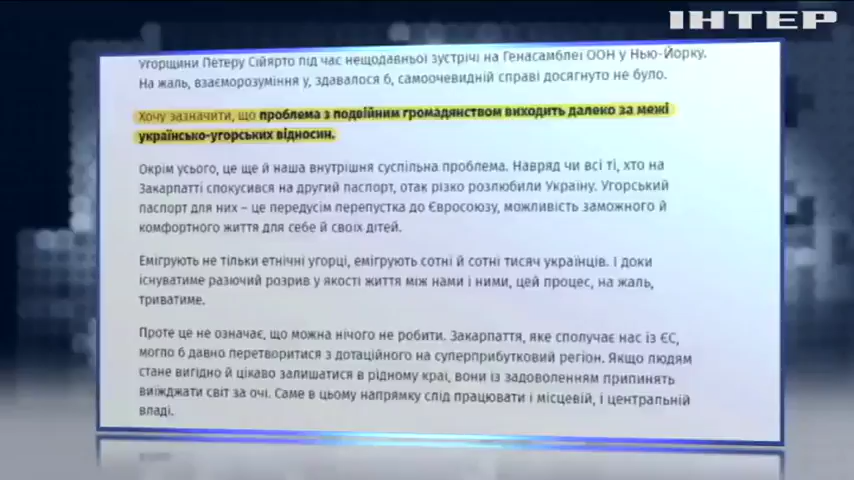 ІНТЕР
Угорщини Петеру Сійярто під час нещодавньої зустрічі на Генасамблеї ООН у Нью-Йорку.
На жаль, взаєморозуміння у, здавалося б, самоочевидній справі досягнуто не було.
Хочу зазначити, що проблема з подвійним громадянством виходить далеко за межі
українсько-угорських відносин.
Окрім усього, це ще й наша внутрішня суспільна проблема. Навряд чи всі ті, хто на
Закарпатті спокусився на другий паспорт, отак різко розлюбили Україну. Угорський
паспорт для них – це передусім перепустка до Євросоюзу, можливість заможного й
комфортного життя для себе й своїх дітей.
Емігрують не тільки етнічні угорці, емігрують сотні й сотні тисяч українців. І доки
існуватиме разючий розрив у якості життя між нами і ними, цей процес, на жаль,
триватиме.
Проте це не означає, що можна нічого не робити. Закарпаття, яке сполучає нас із ЄС,
могло б давно перетворитися з дотаційного на суперприбутковий регіон. Якщо людям
стане вигідно й цікаво залишатися в рідному краї, вони із задоволенням припинять
виїжджати світ за очі. Саме в цьому напрямку слід працювати і місцевій, і центральній
владі.